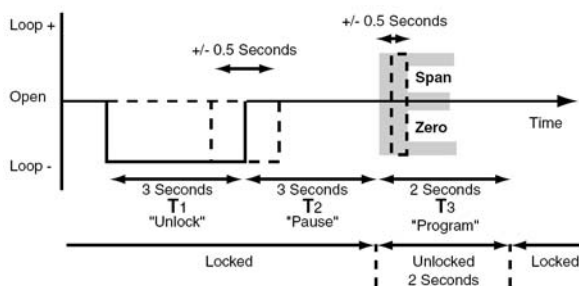 Loop +
+/- 0.5 Seconds
+/- 0.5 Seconds
Span
Open
Zero
Time
Loop -
3 Seconds
T1
"Unlock"
3 Seconds
T2
"Pause"
2 Seconds
T3
"Program"
Locked
Unlocked
2 Seconds
Locked